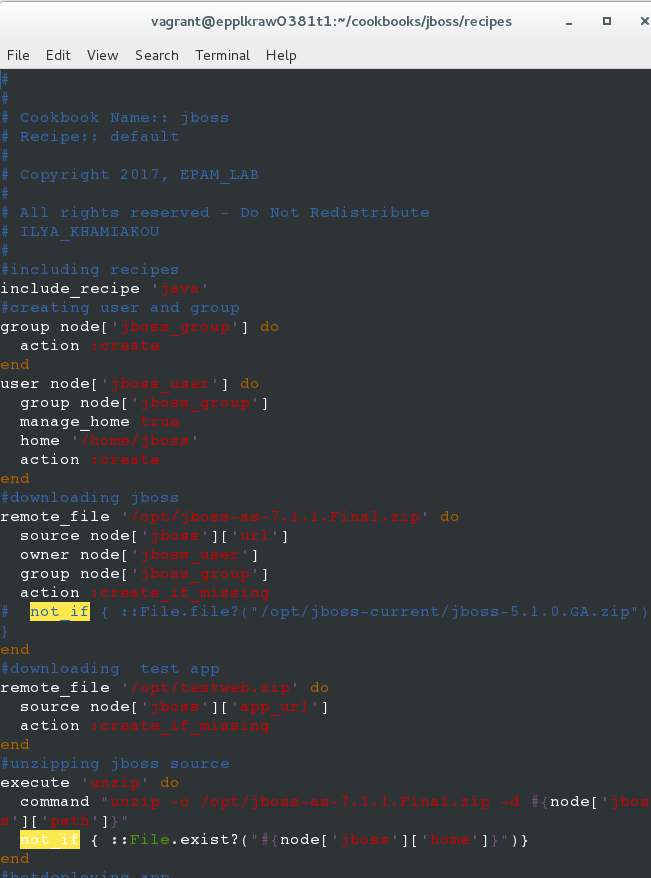 vagrant@epplkraw0381t1:~/cookbooks/jboss/recipes
File Edit View Search Terminal Help
#
#
# Cookbook Name:: jboss
# Recipe:: default
#
# Copyright 2017, EPAM_LAB
#
# All rights reserved - Do Not Redistribute
# ILYA_KHAMIAKOU
#
#including recipes
include_recipe 'java'
#creating user and group
group node['jboss_group'] do
  action :create
end
user node['jboss_user'] do
  group node['jboss_group']
  manage_home true
  home '/home/jboss'
  action :create
end
#downloading jboss
remote_file '/opt/jboss-as-7.1.1.Final.zip' do
  source node['jboss']['url']
  owner node['jboss_user']
  group node['jboss_group']
  action :create_if_missing
#  not_if { ::File.file?("/opt/jboss-current/jboss-5.1.0.GA.zip")
}
end
#downloading  test app
remote_file '/opt/testweb.zip' do
  source node['jboss']['app_url']
  action :create_if_missing
end
#unzipping jboss source
execute 'unzip' do
  command "unzip -o /opt/jboss-as-7.1.1.Final.zip -d #{node['jbos
s']['path']}"
  not_if { ::File.exist?("#{node['jboss']['home']}")}
end
#hotdeploying app